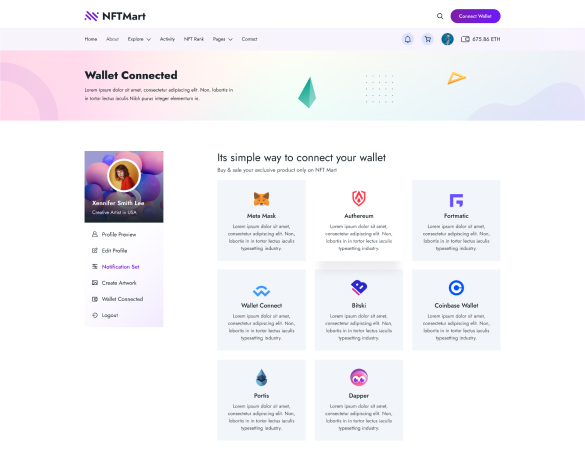 NFTMart
Connect Wallet
Home
About
Explore
Activity
NFT Rank
Pages
Contact
675.86 ETH
Wallet Connected
Lorem ipsum dolor sit amet, consectetur adipiscing elit. Non, lobortis in
in tortor lectus iaculis Nibh purus integer elementum in.
Xennifer Smith Lee
Creative Artist in USA
Profile Preview
Edit Profile
Notification Set
Create Artwork
Wallet Connected
Logout
Its simple way to connect your wallet
Buy & sale your exclusive product only on NFT Mart
Meta Mask
Lorem ipsum dolor sit amet,
consectetur adipiscing elit. Non,
lobortis in in tortor lectus iaculis
typesetting industry.
Authereum
Lorem ipsum dolor sit amet,
consectetur adipiscing elit. Non,
lobortis in in tortor lectus iaculis
typesetting industry.
Fortmatic
Lorem ipsum dolor sit amet,
consectetur adipiscing elit. Non,
lobortis in in tortor lectus iaculis
typesetting industry.
Wallet Connect
Lorem ipsum dolor sit amet,
consectetur adipiscing elit. Non,
lobortis in in tortor lectus iaculis
typesetting industry.
Bitski
Lorem ipsum dolor sit amet,
consectetur adipiscing elit. Non,
lobortis in in tortor lectus iaculis
typesetting industry.
Coinbase Wallet
Lorem ipsum dolor sit amet,
consectetur adipiscing elit. Non,
lobortis in in tortor lectus iaculis
typesetting industry.
Portis
Lorem ipsum dolor sit amet,
consectetur adipiscing elit. Non,
lobortis in in tortor lectus iaculis
typesetting industry.
Dapper
Lorem ipsum dolor sit amet,
consectetur adipiscing elit. Non,
lobortis in in tortor lectus iaculis
typesetting industry.